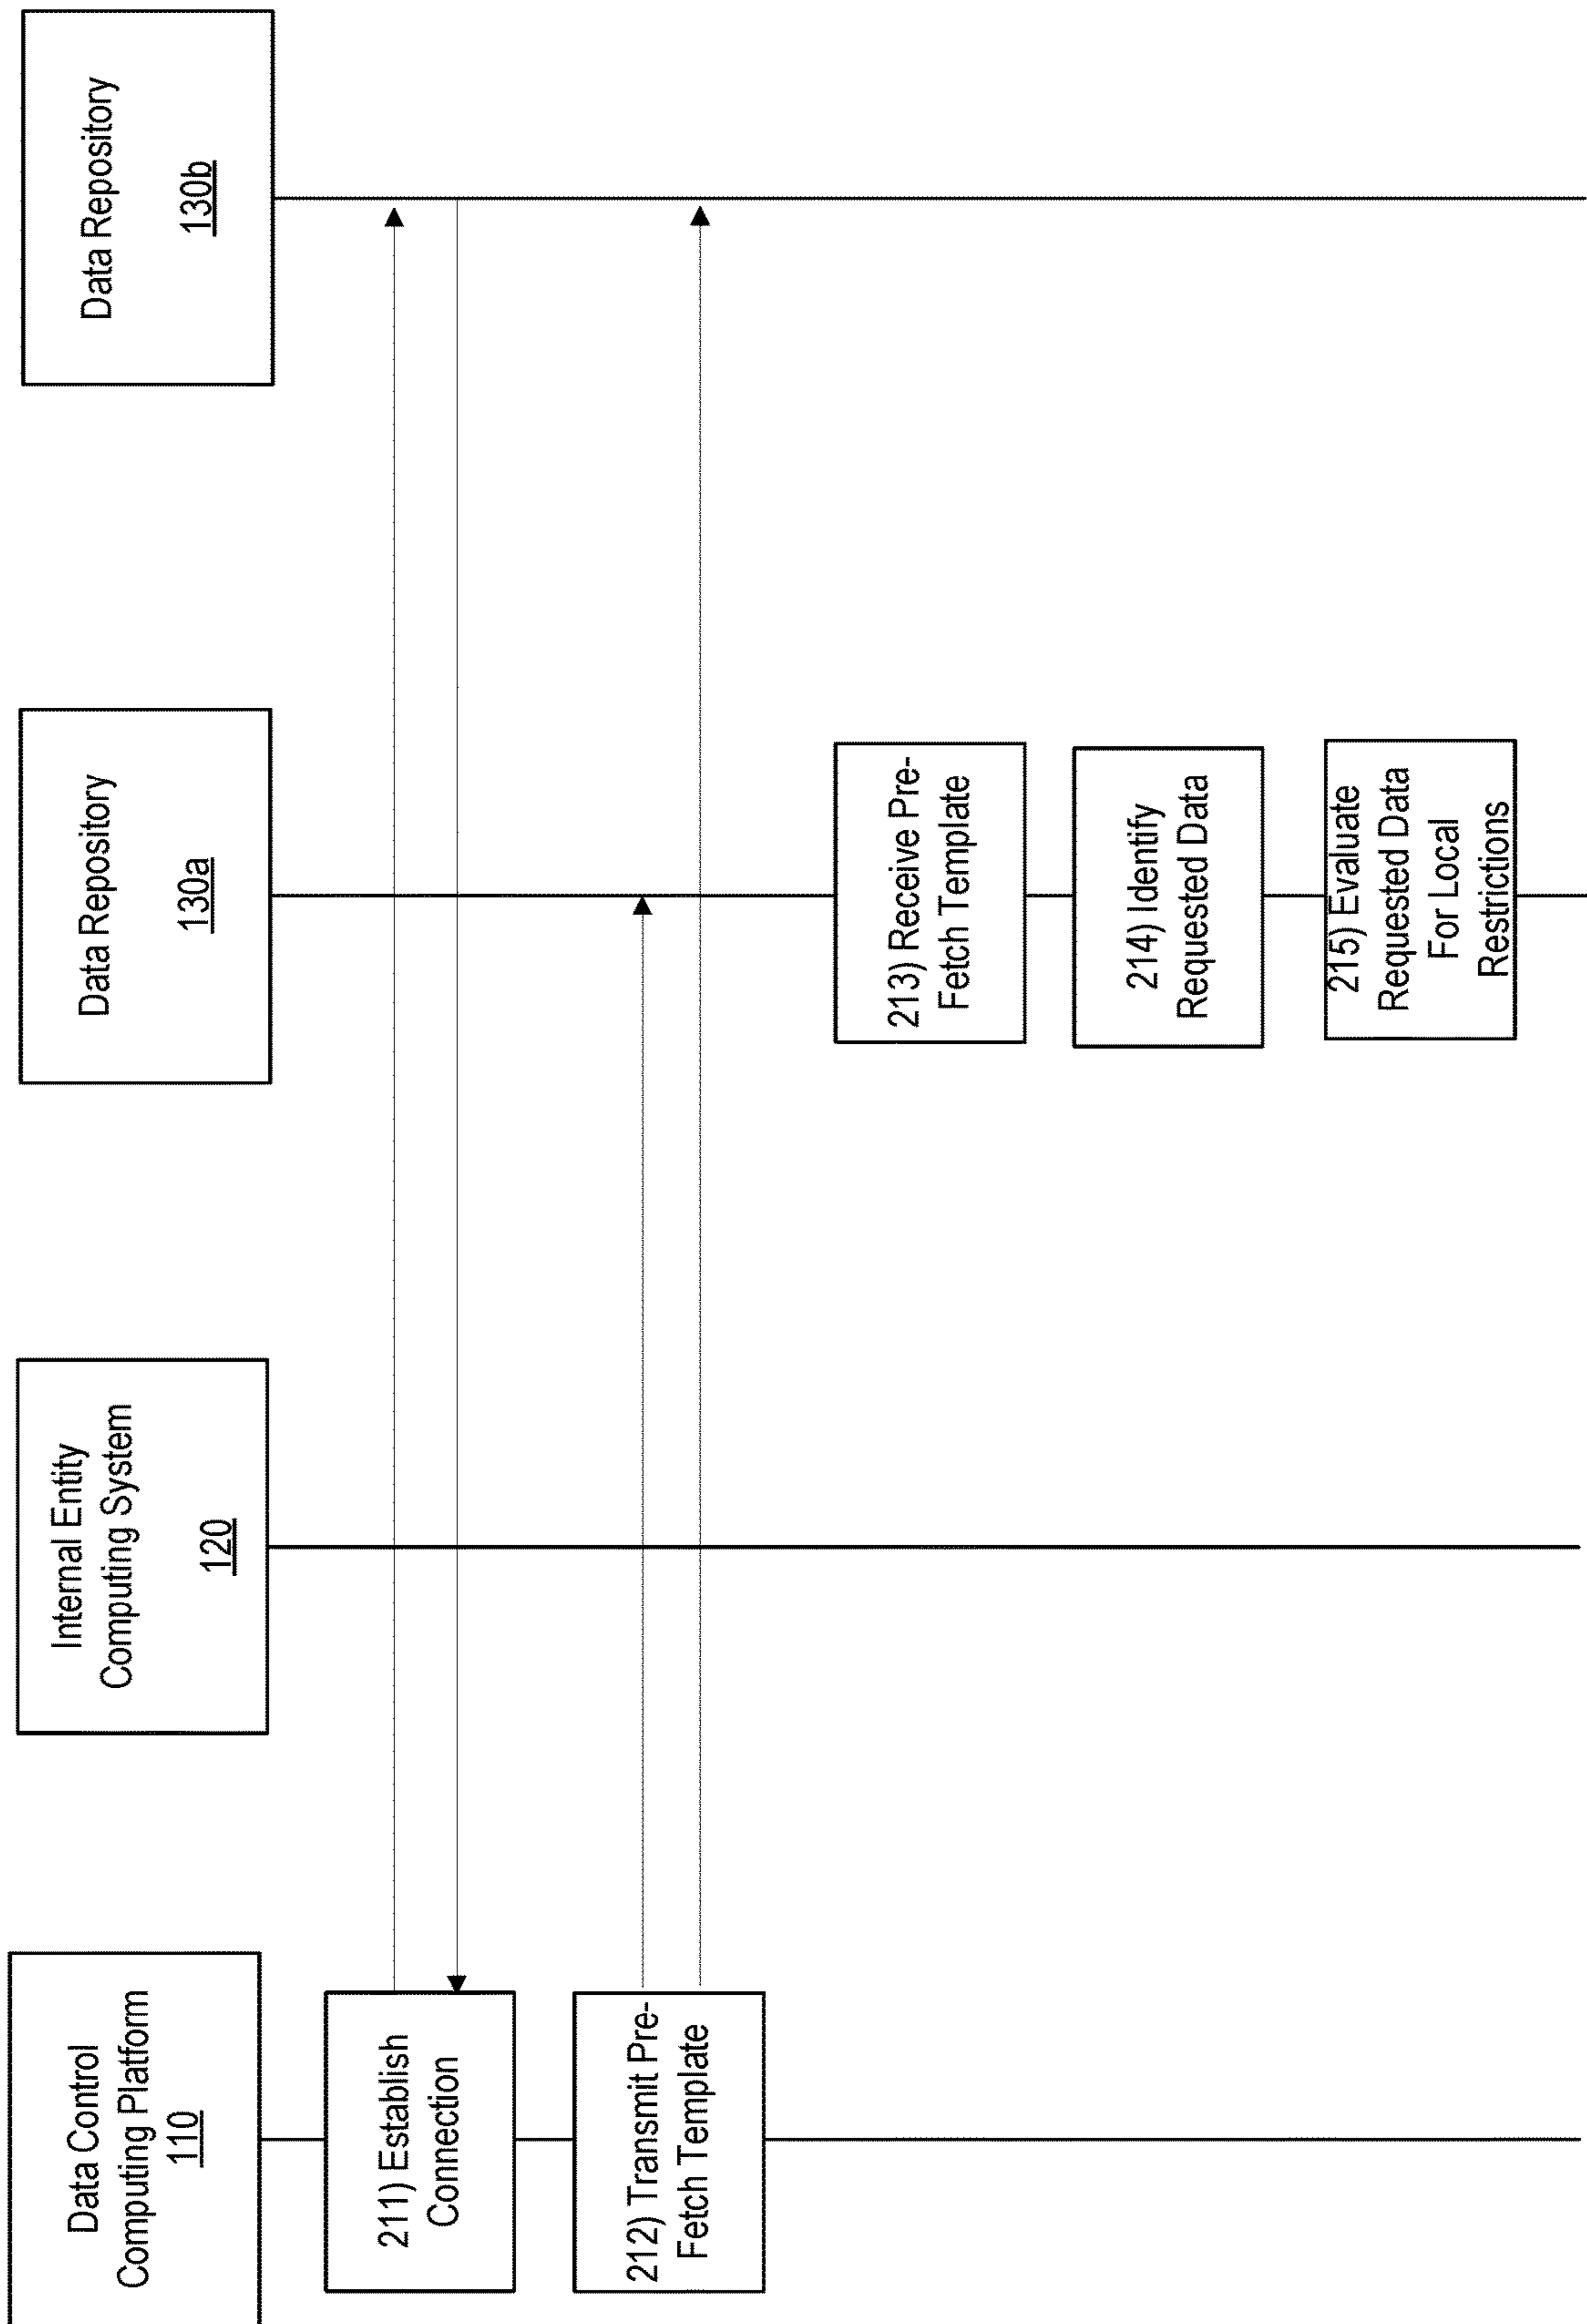 Data Control
Computing Platform
110
Internal Entity
Computing System
120
Data Repository
130a
Data Repository
130b
211) Establish
Connection
212) Transmit Pre-
Fetch Template
213) Receive Pre-
Fetch Template
214) Identify
Requested Data
215) Evaluate
Requested Data
For Local
Restrictions